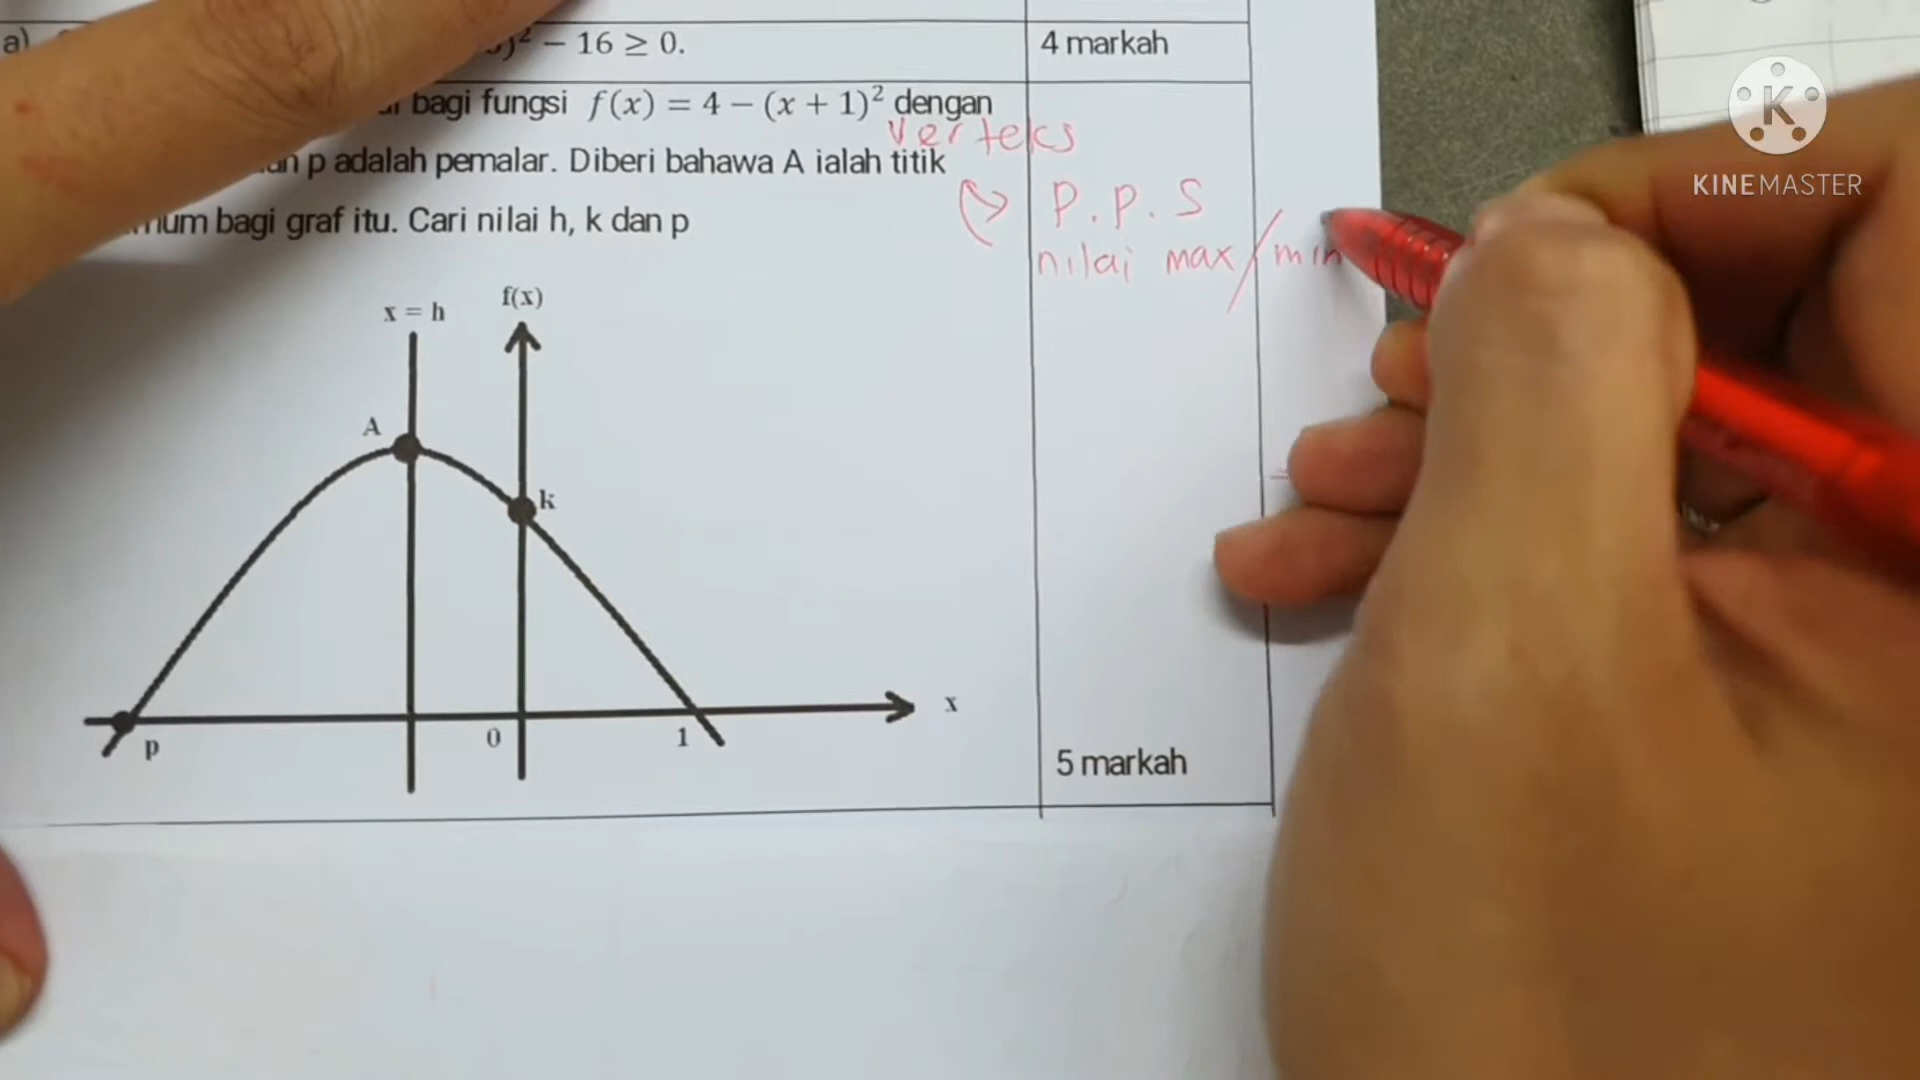 a)
)² − 16 ≥ 0.
4 markah
bagi fungsi f(x) = 4 − (x + 1)² dengan
verteks
p adalah pemalar. Diberi bahawa A ialah titik
P.P.S
num bagi graf itu. Cari nilai h, k dan p
nilai max/min
x = h
f(x)
A
k
x
p
0
1
5 markah
K
KINEMASTER